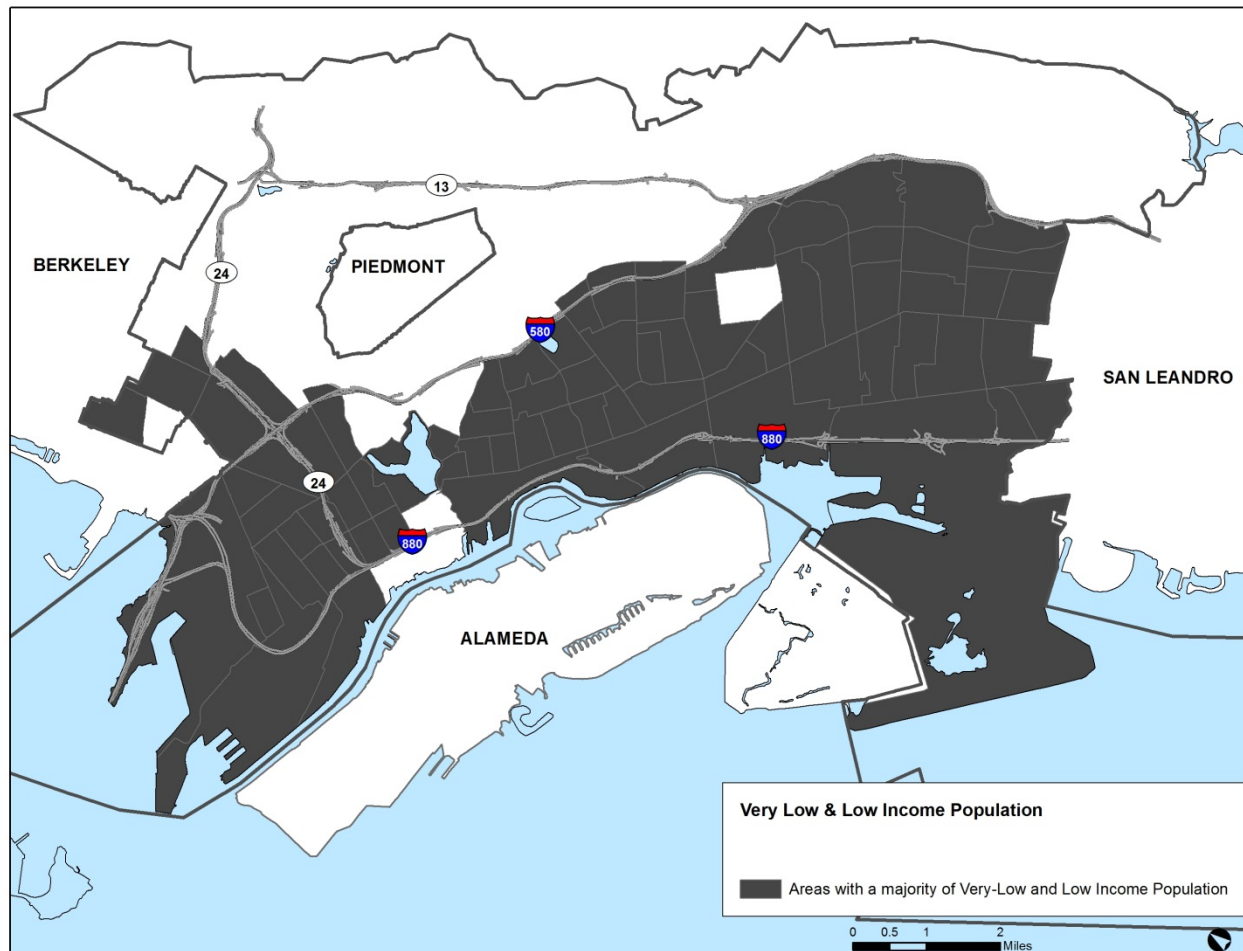 13
BERKELEY
24
PIEDMONT
580
SAN LEANDRO
880
24
880
ALAMEDA
Very Low & Low Income Population
Areas with a majority of Very-Low and Low Income Population
0 0.5 1 2
Miles